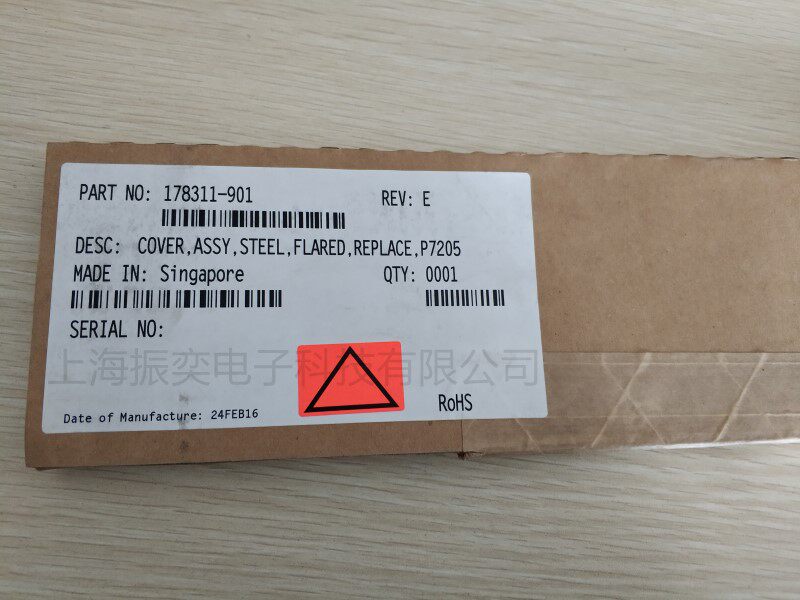 PART NO: 178311-901 REV: E
DESC: COVER,ASSY,STEEL,FLARED,REPLACE,P7205
MADE IN: Singapore QTY: 0001
SERIAL NO:
上海振奕电子科技有限公司
RoHS
Date of Manufacture: 24FEB16